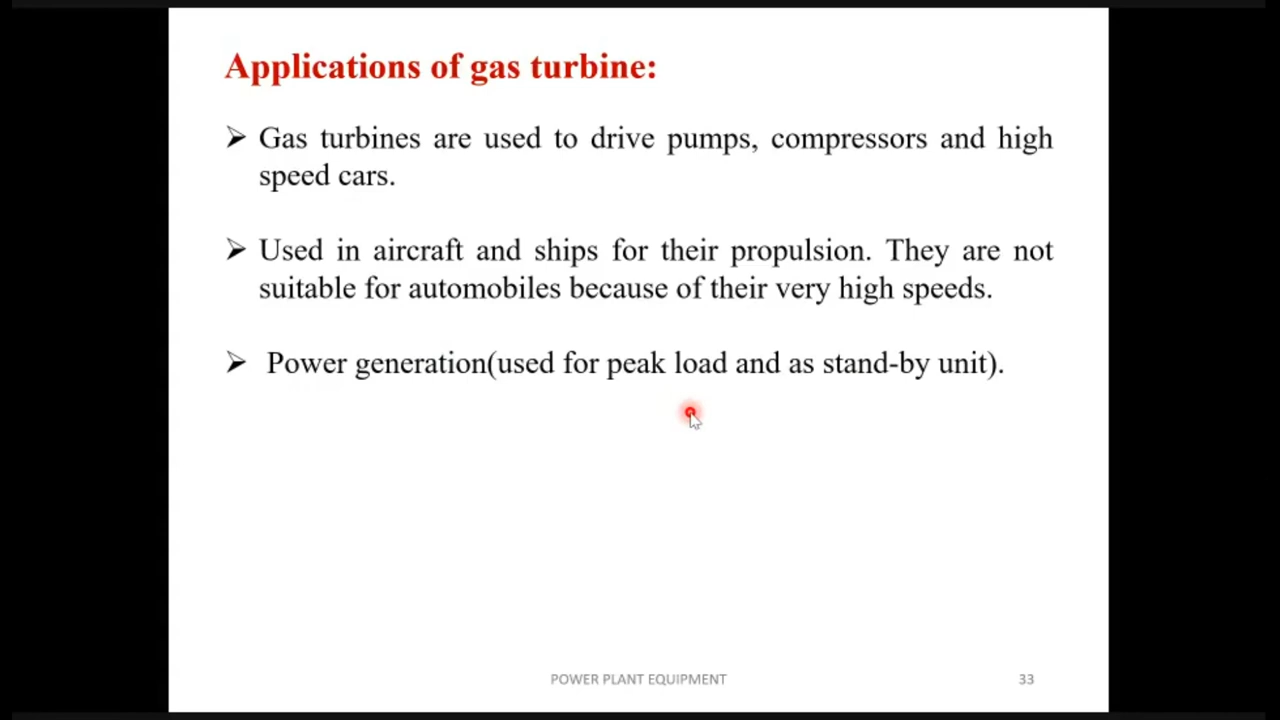 Applications of gas turbine:
➢ Gas turbines are used to drive pumps, compressors and high
speed cars.
➢ Used in aircraft and ships for their propulsion. They are not
suitable for automobiles because of their very high speeds.
➢ Power generation(used for peak load and as stand-by unit).
POWER PLANT EQUIPMENT
33